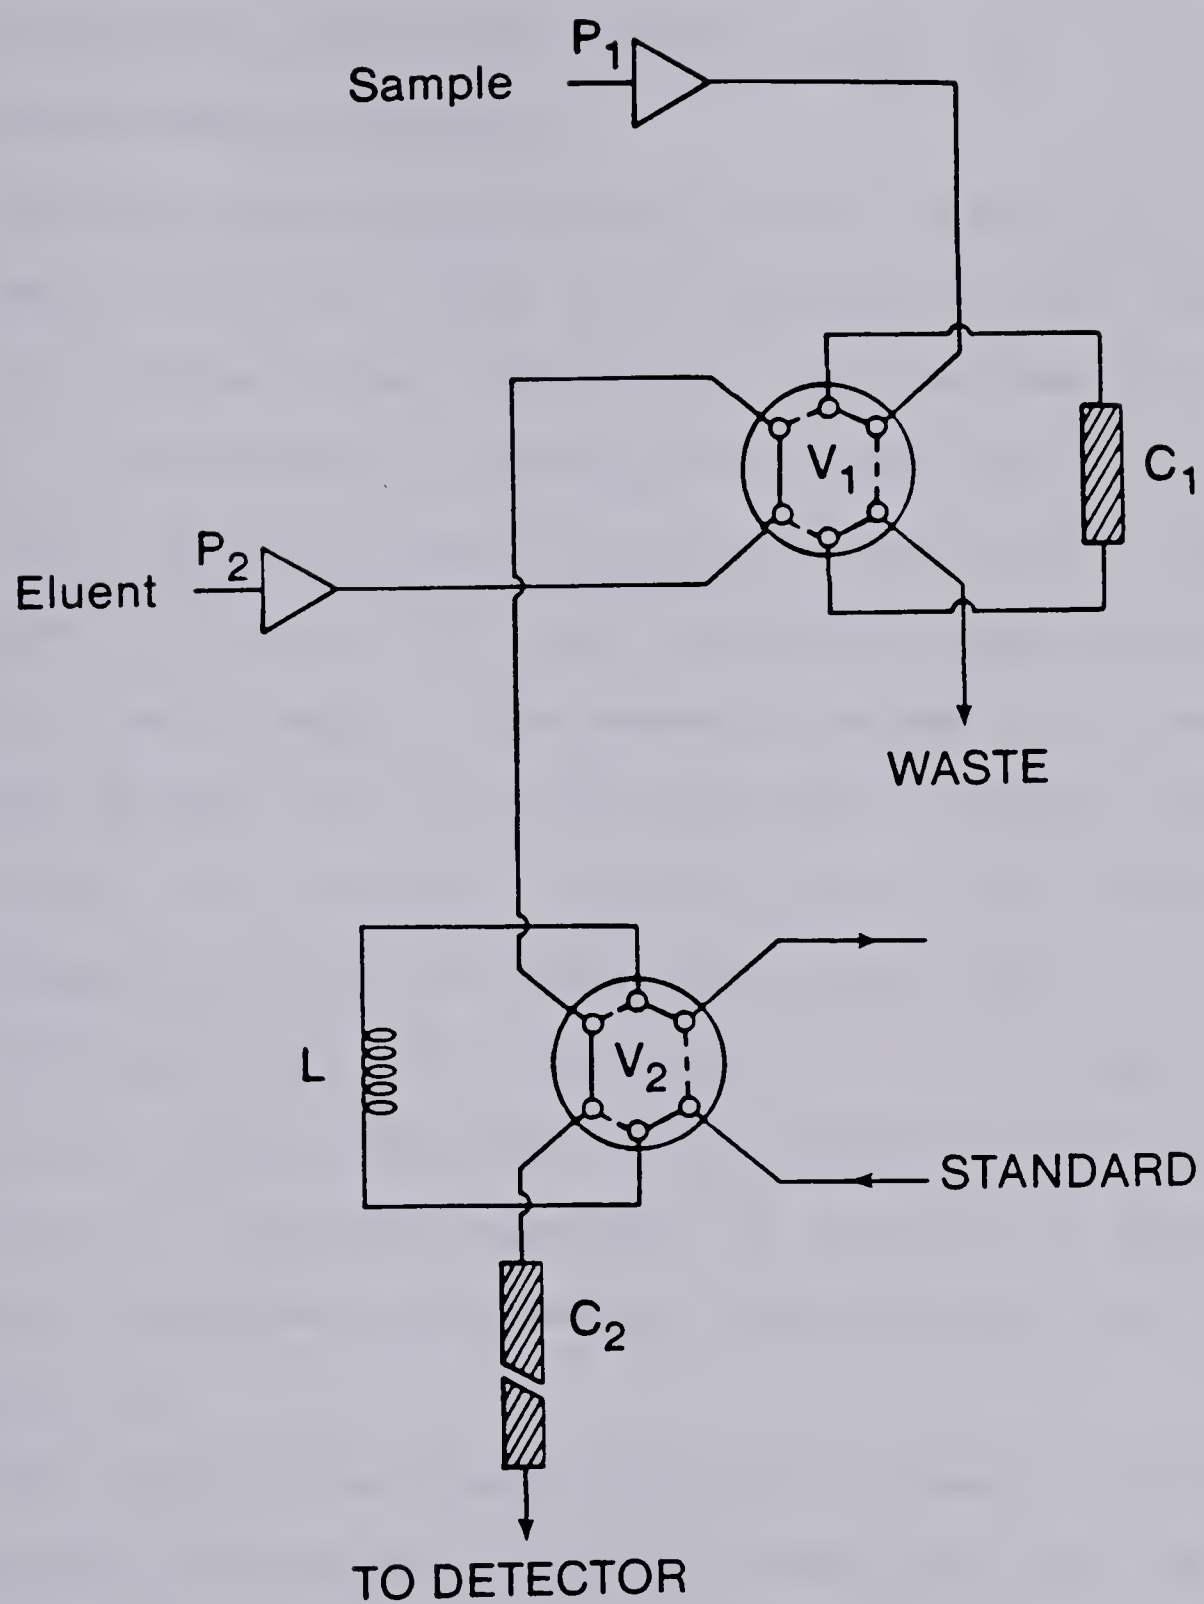 P1
Sample
V1
C1
P2
Eluent
WASTE
L
V2
STANDARD
C2
TO DETECTOR